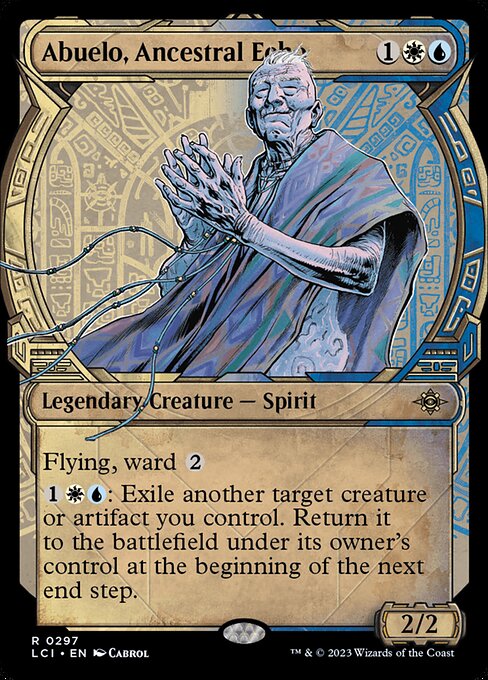 Abuelo, Ancestral Echo 1
Legendary Creature — Spirit
Flying, ward 2
1: Exile another target creature
or artifact you control. Return it
to the battlefield under its owner's
control at the beginning of the next
end step.
2/2
R 0297
LCI • EN CABROL
™ & © 2023 Wizards of the Coast